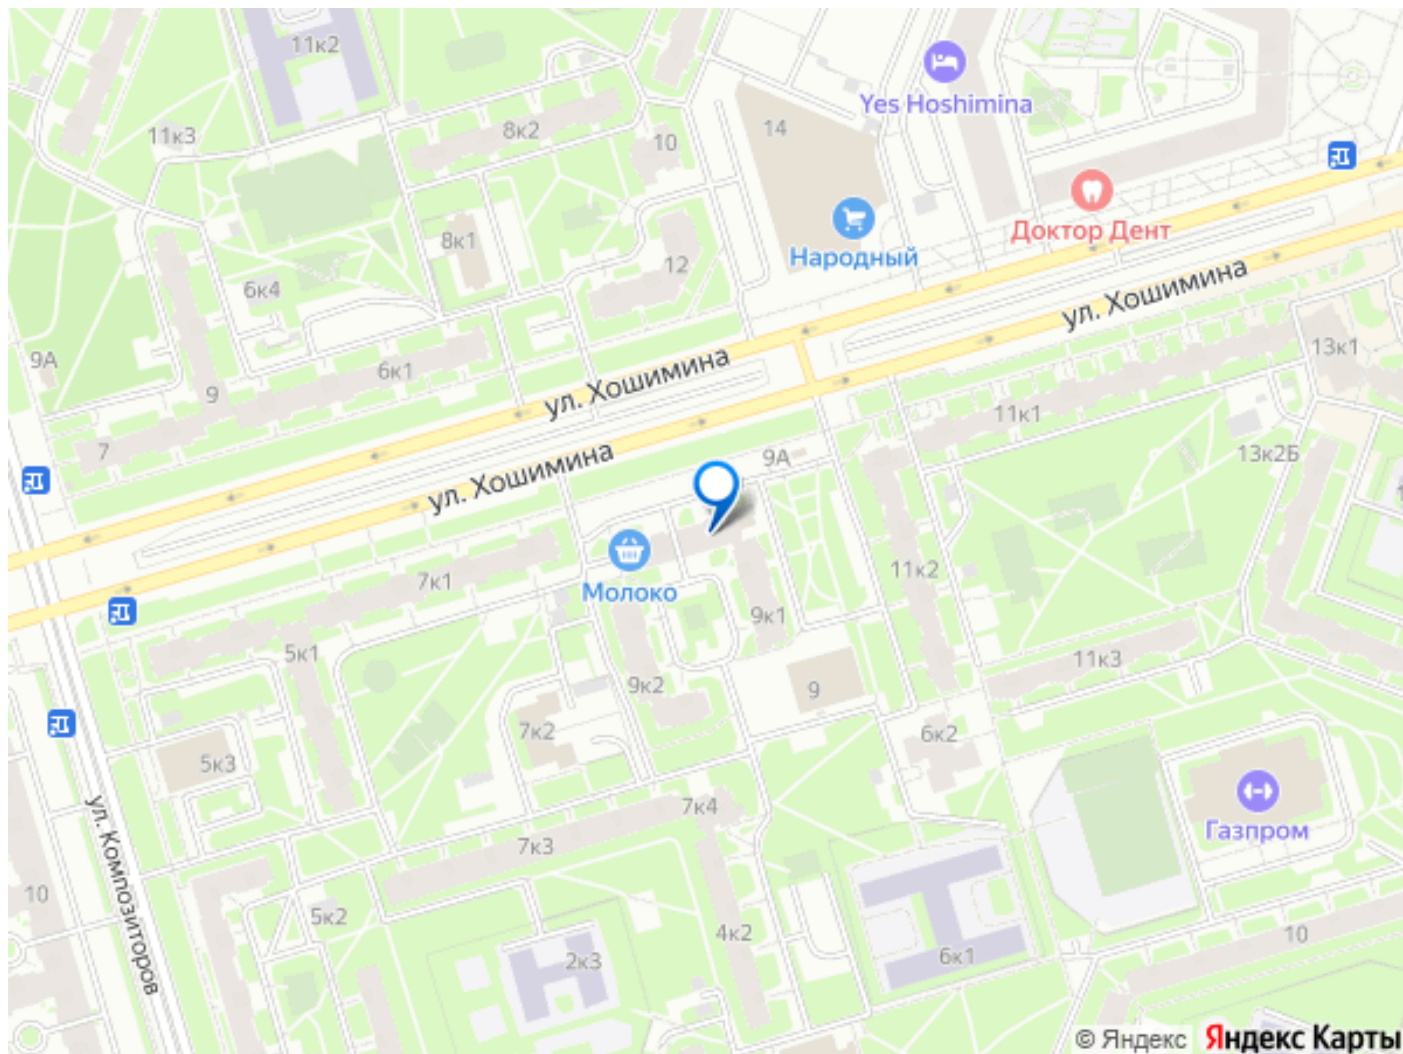 11к2
Yes Hoshimina
11к3
8к2
10
14
Доктор Дент
8к1
Народный
12
6к4
ул. Хошимина
9А
6к1
ул. Хошимина
13к1
9
11к1
7
ул. Хошимина
9А
13к2Б
7к1
Молоко
11к2
9к1
5к1
11к3
9к2
9
7к2
6к2
5к3
7к4
Газпром
ул. Композиторов
7к3
10
5к2
4к2
10
2к3
6к1
© Яндекс Яндекс Карты